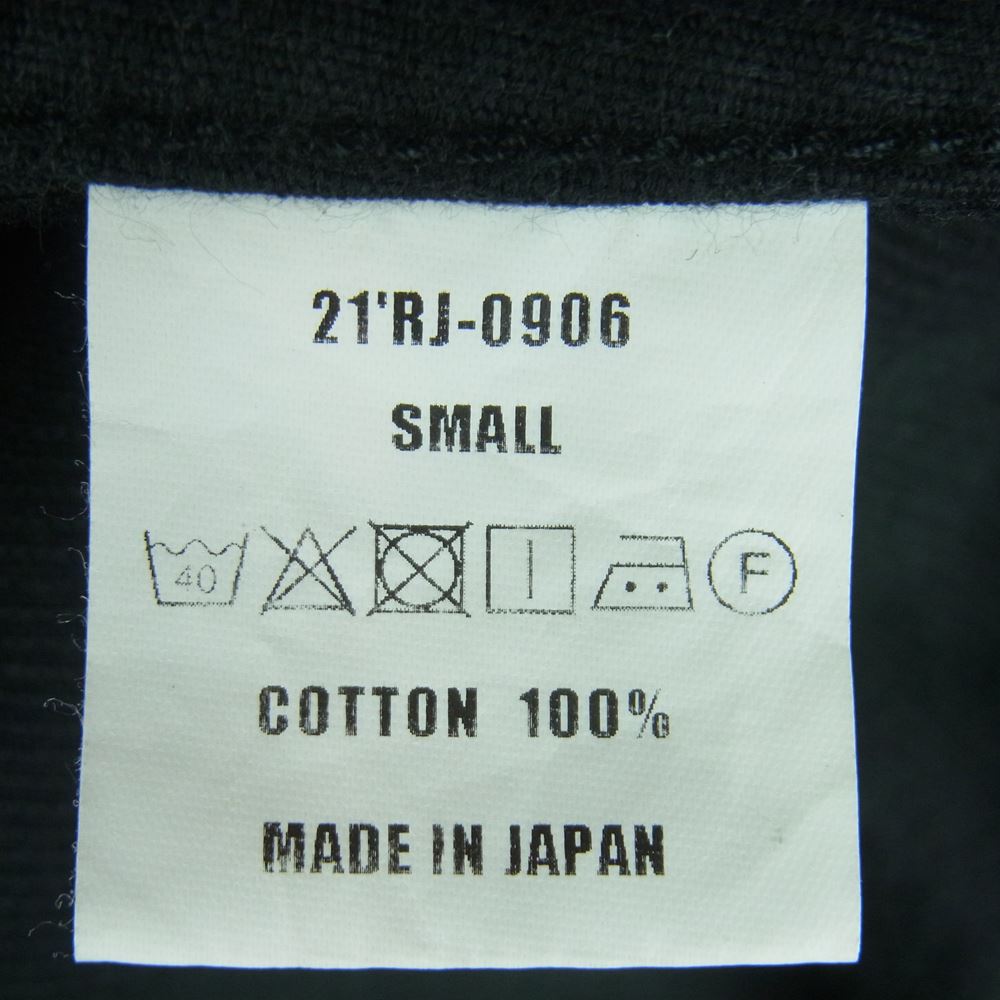 21'RJ-0906
SMALL
40 F
COTTON 100%
MADE IN JAPAN